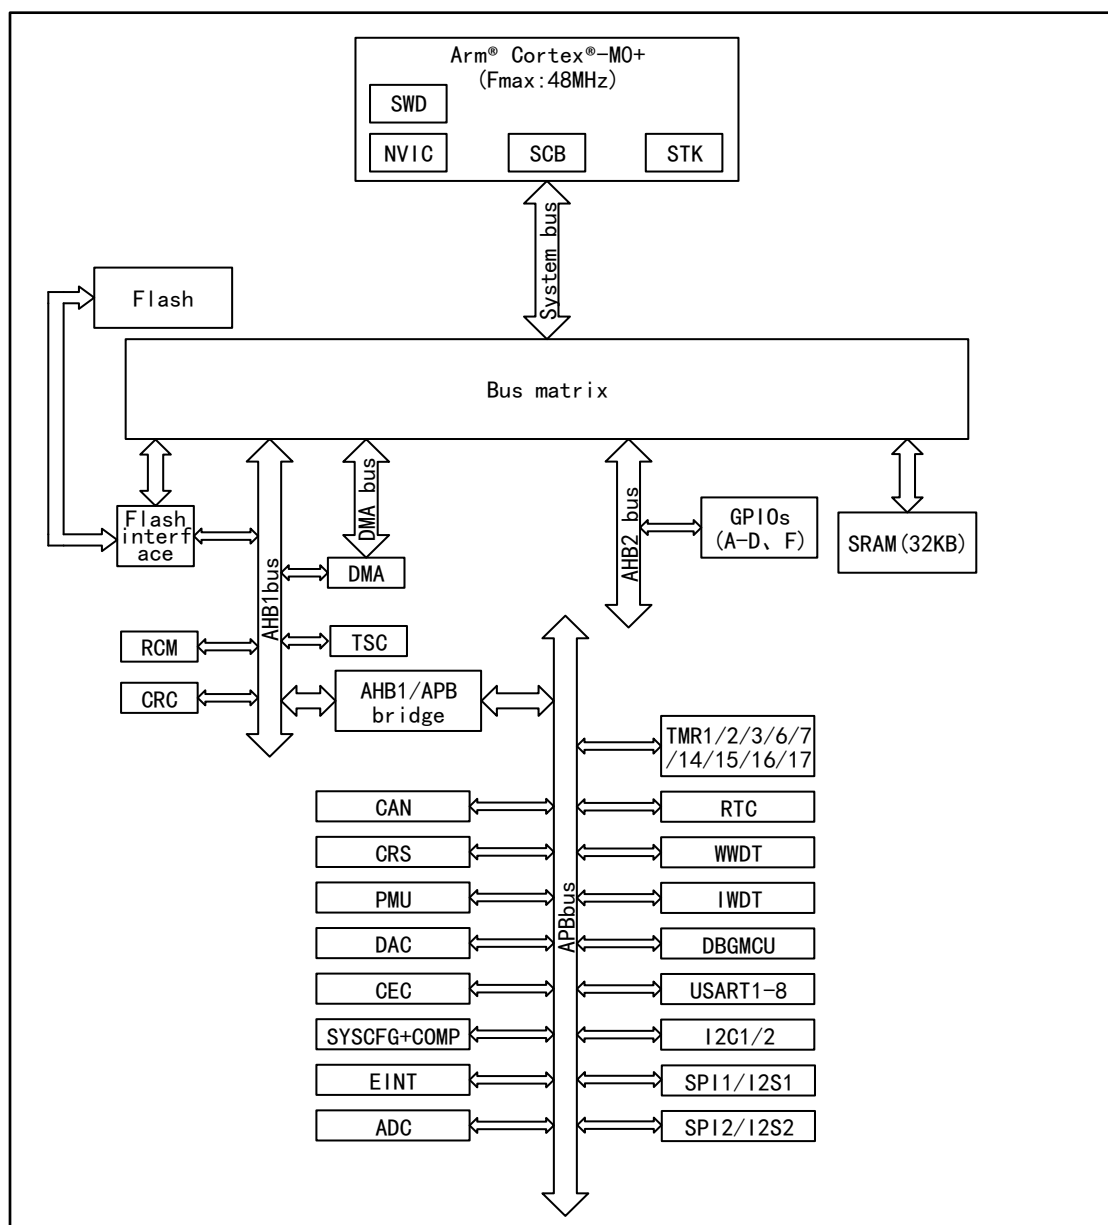 Arm® Cortex®-M0+
(Fmax:48MHz)
SWD
NVIC
SCB
STK
System bus
Flash
Bus matrix
Flash
interf
ace
AHB1bus
DMA bus
DMA
AHB2 bus
GPIOs
(A-D、F)
SRAM(32KB)
RCM
TSC
CRC
AHB1/APB
bridge
APBbus
TMR1/2/3/6/7
/14/15/16/17
CAN
RTC
CRS
WWDT
PMU
IWDT
DAC
DBGMCU
CEC
USART1-8
SYSCFG+COMP
I2C1/2
EINT
SPI1/I2S1
ADC
SPI2/I2S2